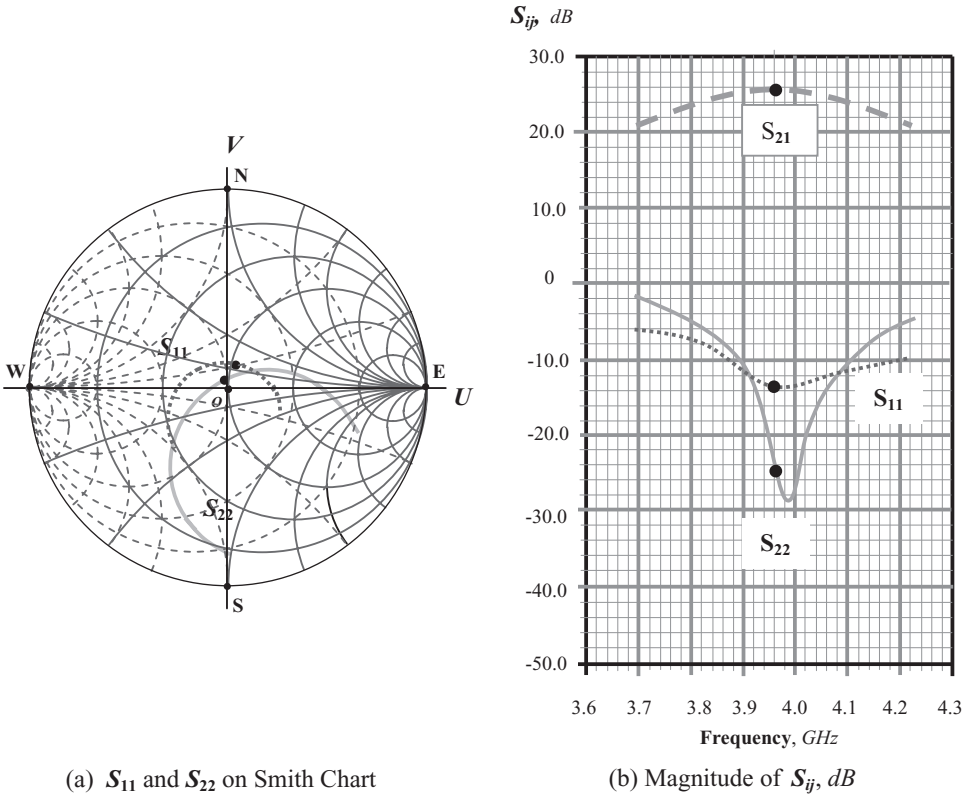 V
N
S11
W
E
o
U
S22
S
(a) S11 and S22 on Smith Chart
Sij, dB
30.0
20.0
10.0
0
-10.0
-20.0
-30.0
-40.0
-50.0
S21
S11
S22
3.6 3.7 3.8 3.9 4.0 4.1 4.2 4.3
Frequency, GHz
(b) Magnitude of Sij, dB